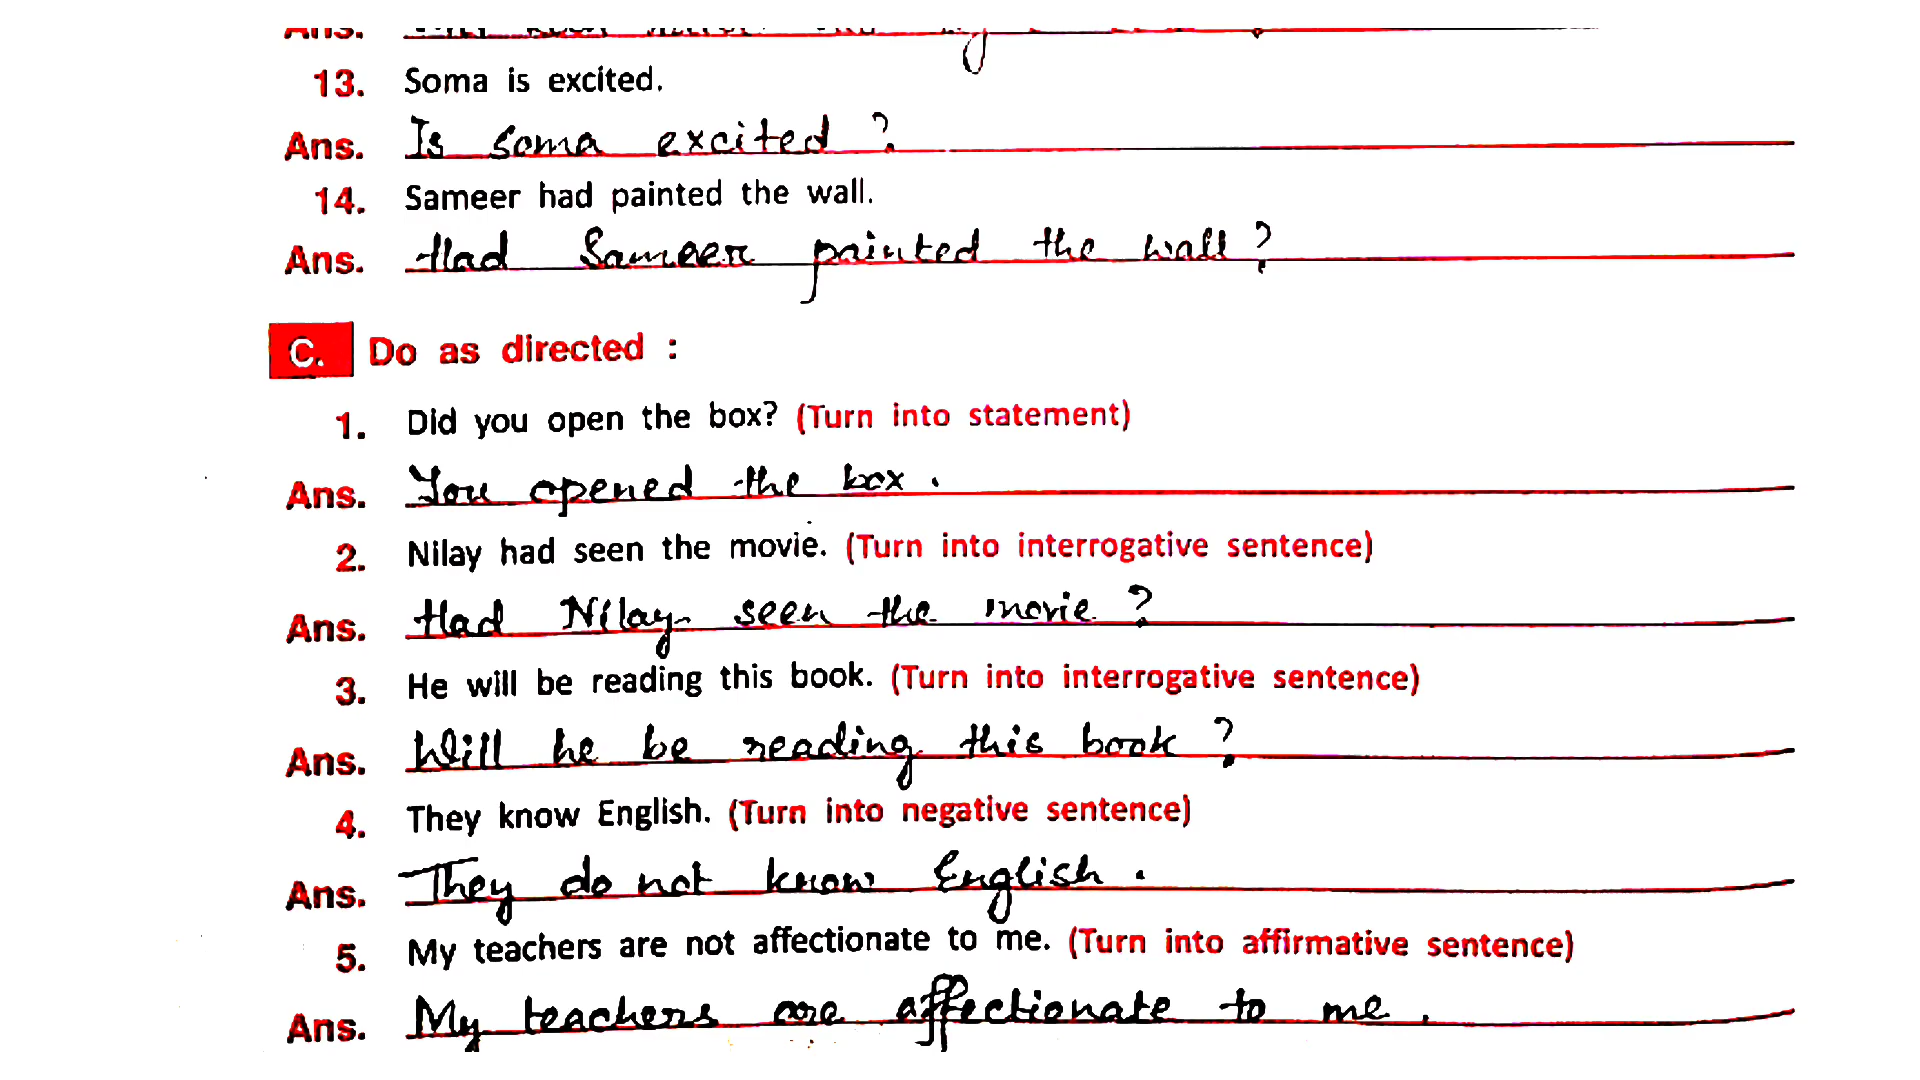 Ans.
13. Soma is excited.
Ans. Is soma excited ?
14. Sameer had painted the wall.
Ans. Had Sameer painted the wall ?
C. Do as directed :
1. Did you open the box? (Turn into statement)
Ans. You opened the box .
2. Nilay had seen the movie. (Turn into interrogative sentence)
Ans. Had Nilay seen the movie ?
3. He will be reading this book. (Turn into interrogative sentence)
Ans. Will he be reading this book ?
4. They know English. (Turn into negative sentence)
Ans. They do not know English .
5. My teachers are not affectionate to me. (Turn into affirmative sentence)
Ans. My teachers are affectionate to me .